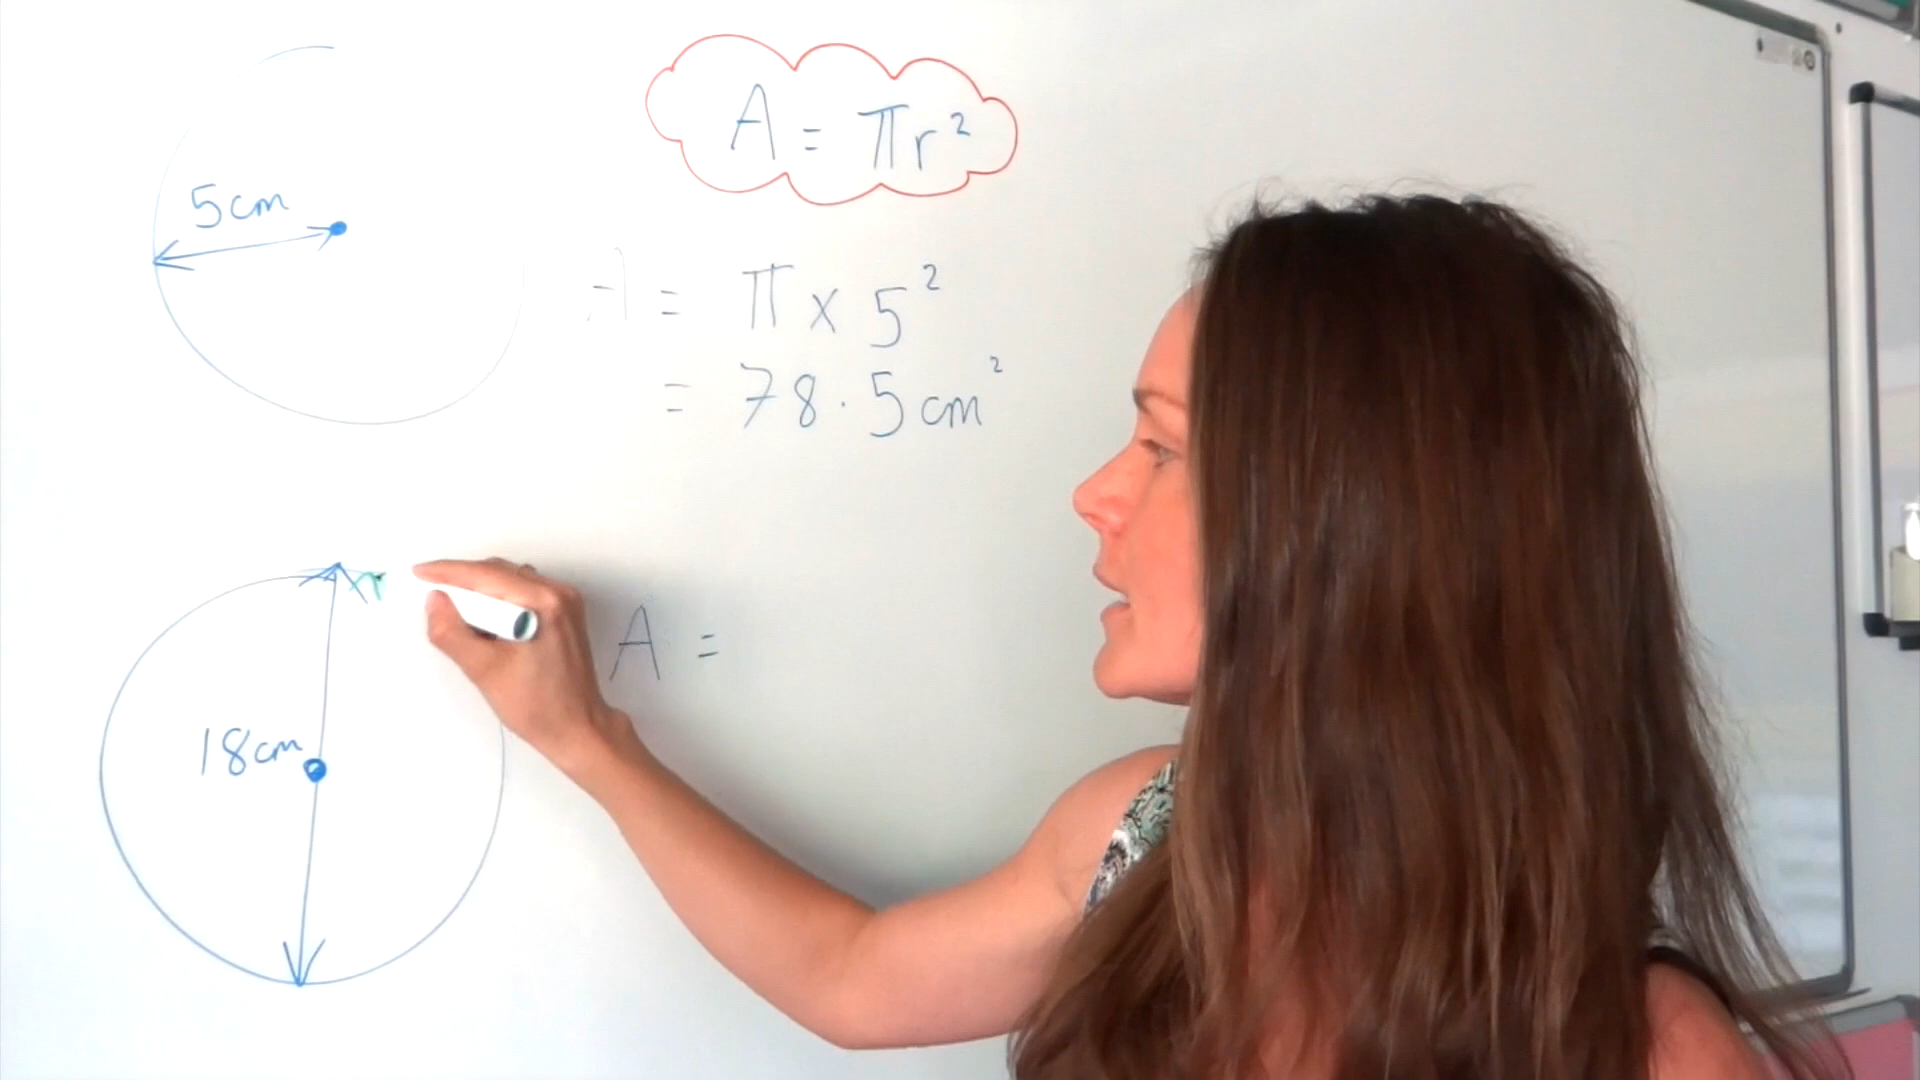 A = πr²
5cm
A = π x 5²
= 78.5cm²
A =
18cm